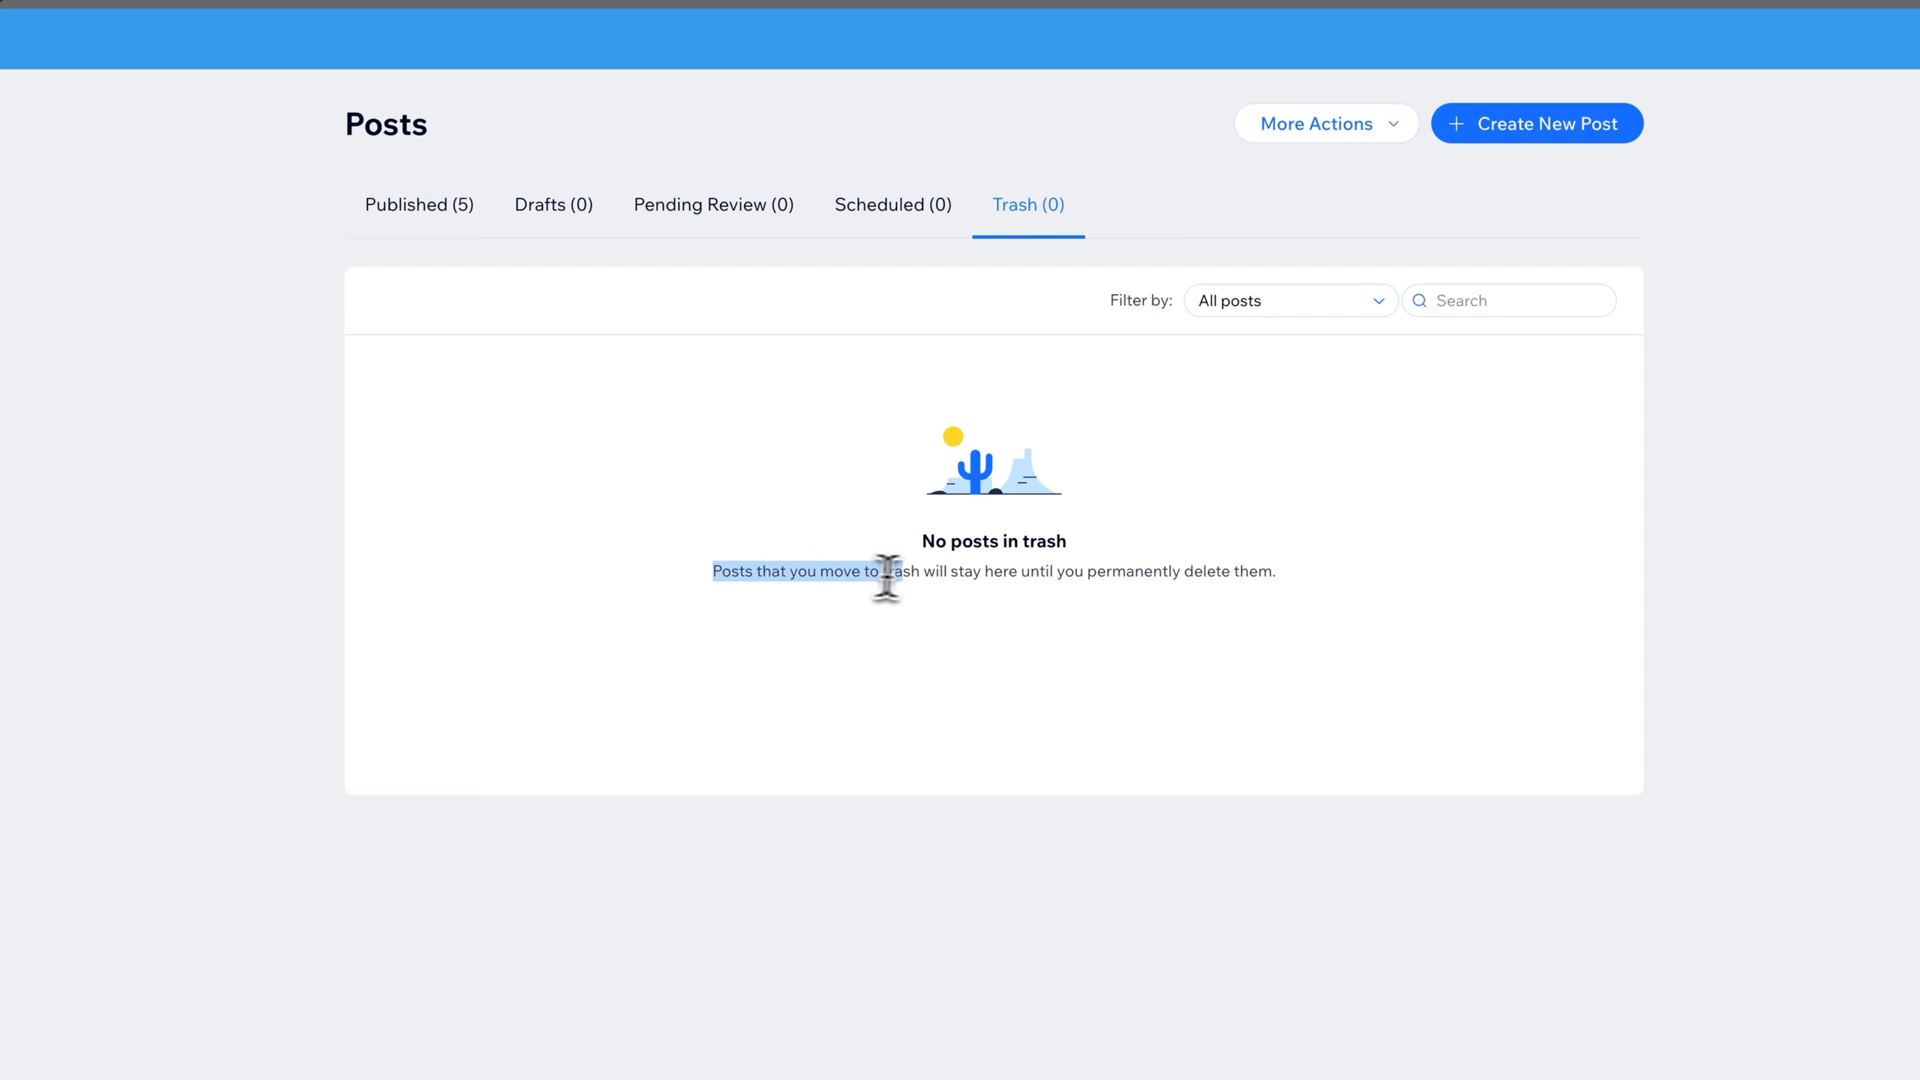 Posts
More Actions
Create New Post
Published (5)
Drafts (0)
Pending Review (0)
Scheduled (0)
Trash (0)
Filter by:
All posts
Search
No posts in trash
Posts that you move to trash will stay here until you permanently delete them.